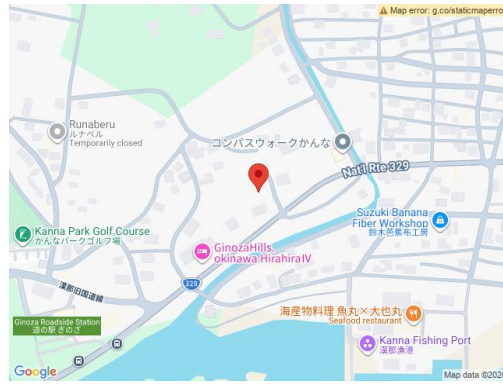 Map error: g.co/staticmaperro
Runaberu
ルナベル
Temporarily closed
コンパスウォークかんな
Nat'l Rte 329
Suzuki Banana
Fiber Workshop
鈴木芭蕉布工房
Kanna Park Golf Course
かんなパークゴルフ場
GinozaHills.
okinawa.HirahiraIV
漢那旧国道線
329
Ginoza Roadside Station
道の駅 ぎのざ
海産物料理 魚丸×大也丸
Seafood restaurant
Kanna Fishing Port
漢那漁港
Google
Map data ©2026